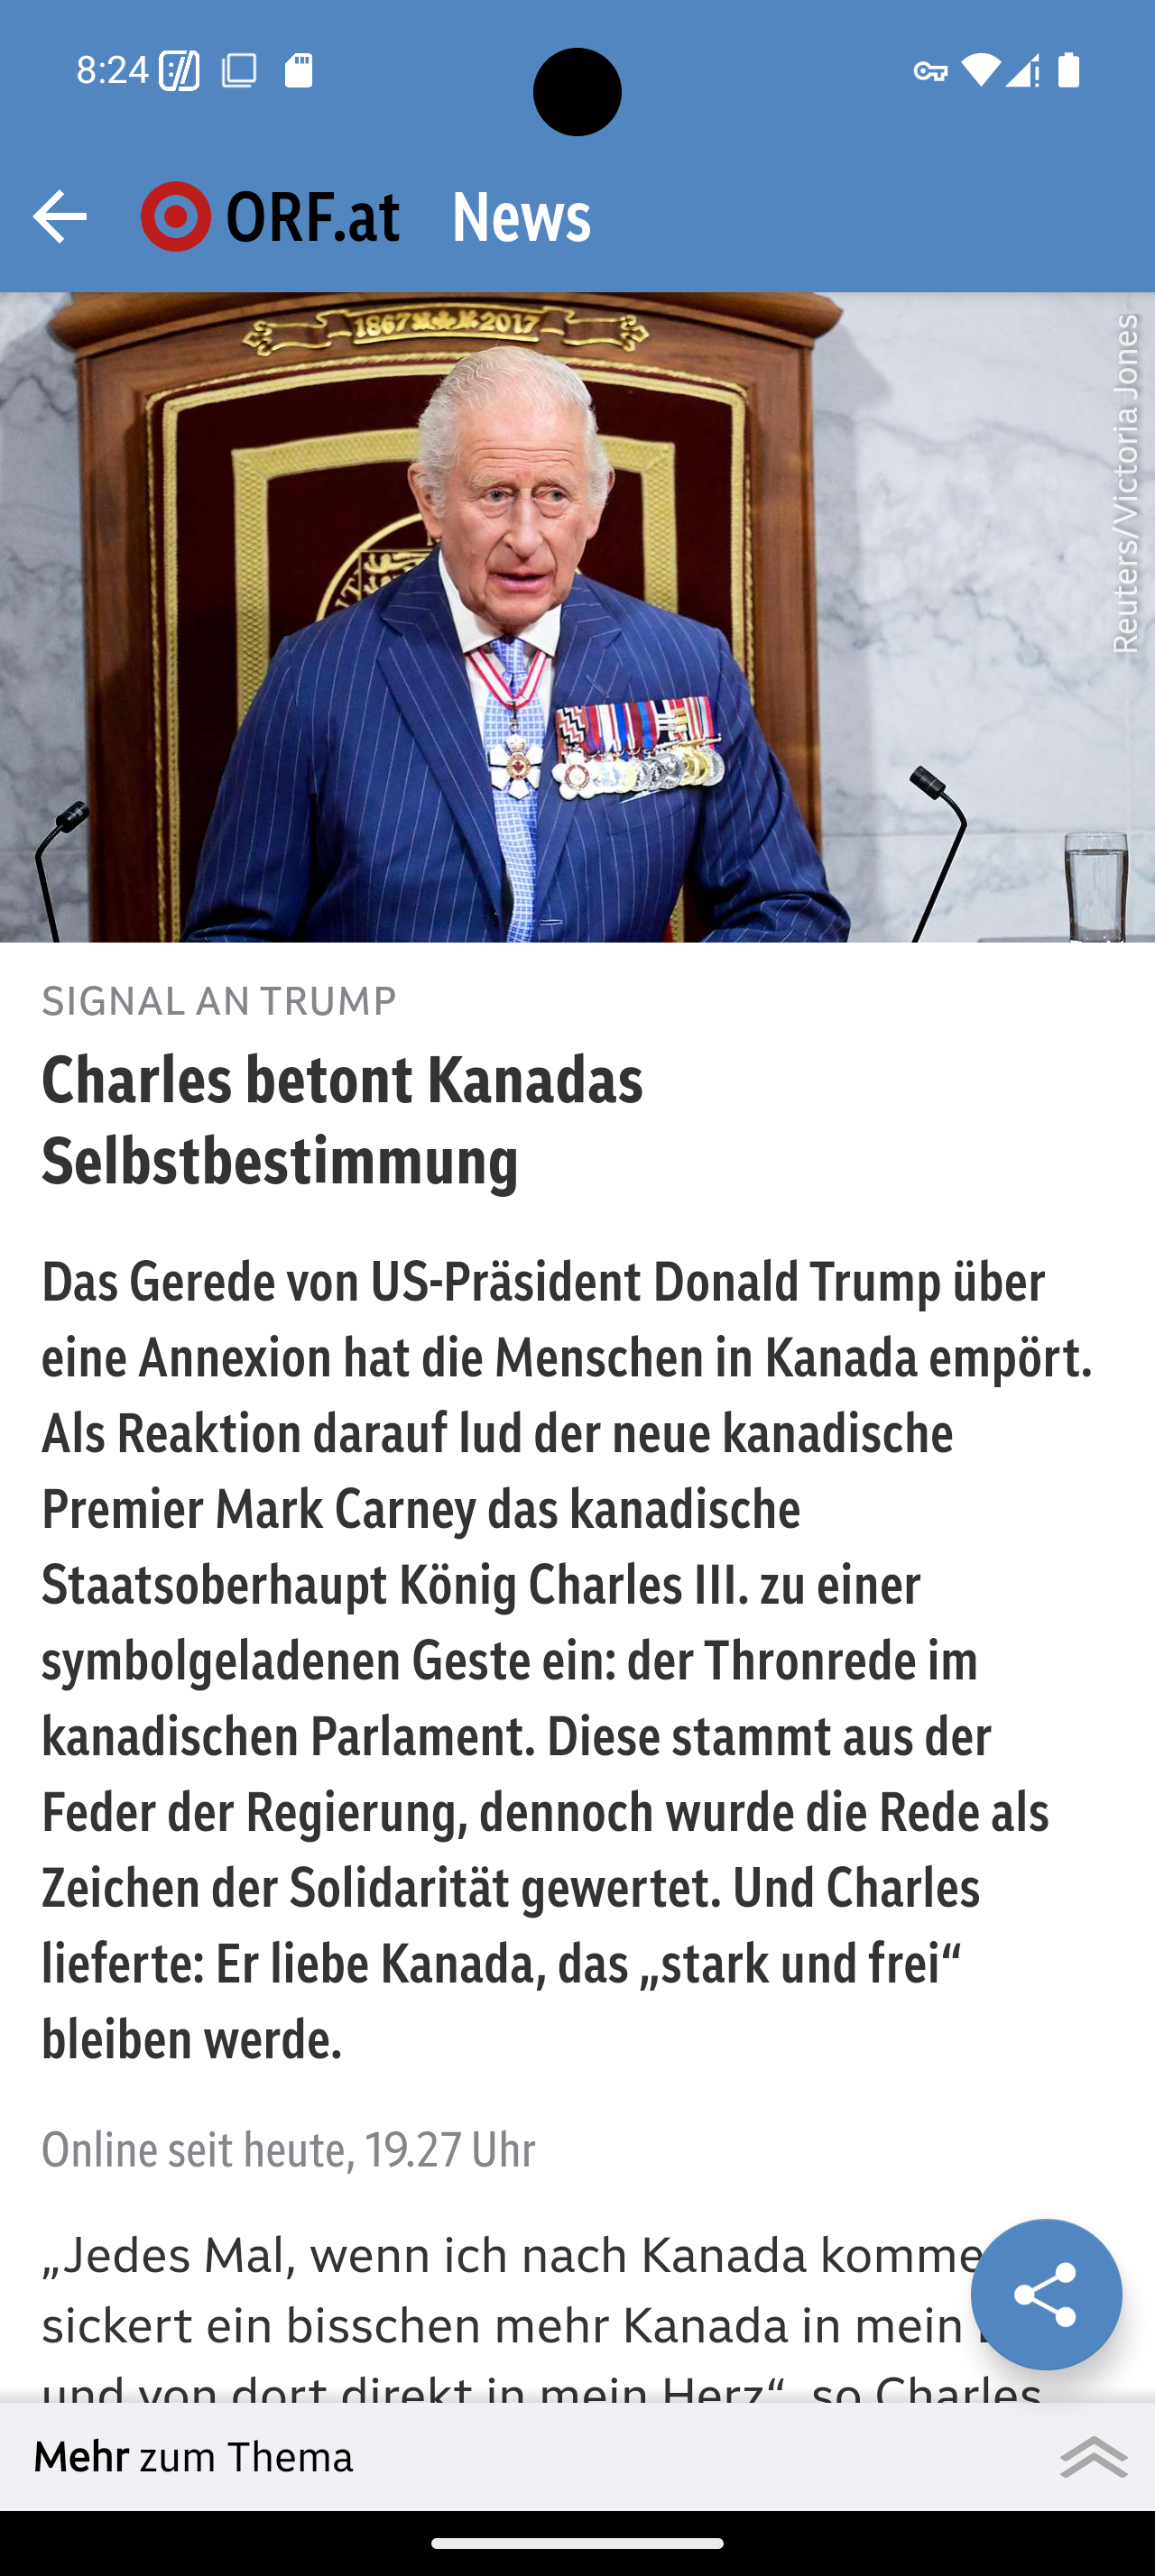 8:24
ORF.at News
1867 2017
Reuters/Victoria Jones
SIGNAL AN TRUMP
Charles betont Kanadas
Selbstbestimmung
Das Gerede von US-Präsident Donald Trump über
eine Annexion hat die Menschen in Kanada empört.
Als Reaktion darauf lud der neue kanadische
Premier Mark Carney das kanadische
Staatsoberhaupt König Charles III. zu einer
symbolgeladenen Geste ein: der Thronrede im
kanadischen Parlament. Diese stammt aus der
Feder der Regierung, dennoch wurde die Rede als
Zeichen der Solidarität gewertet. Und Charles
lieferte: Er liebe Kanada, das „stark und frei“
bleiben werde.
Online seit heute, 19.27 Uhr
„Jedes Mal, wenn ich nach Kanada komme
sickert ein bisschen mehr Kanada in mein
und von dort direkt in mein Herz“, so Charles
Mehr zum Thema